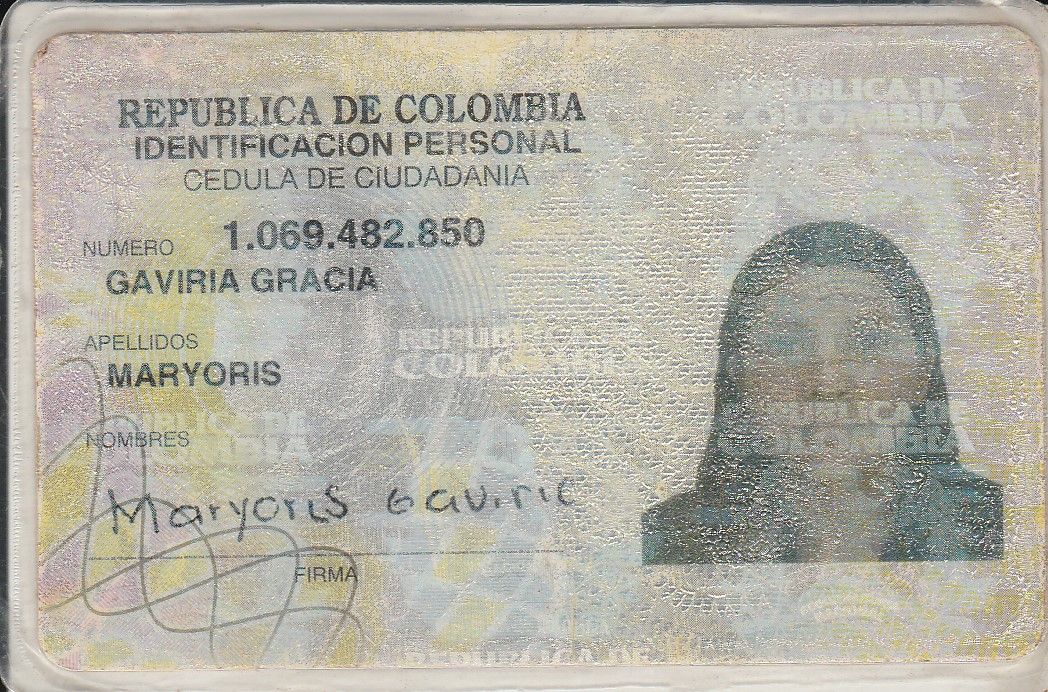 REPUBLICA DE COLOMBIA
IDENTIFICACION PERSONAL
CEDULA DE CIUDADANIA
NUMERO 1.069.482.850
GAVIRIA GRACIA
APELLIDOS
MARYORIS
NOMBRES
Maryoris Gaviria
FIRMA
REPUBLICA DE
COLOMBIA
REPUBLICA
COLOMBIA
REPUBLICA DE
COLOMBIA
REPUBLICA DE